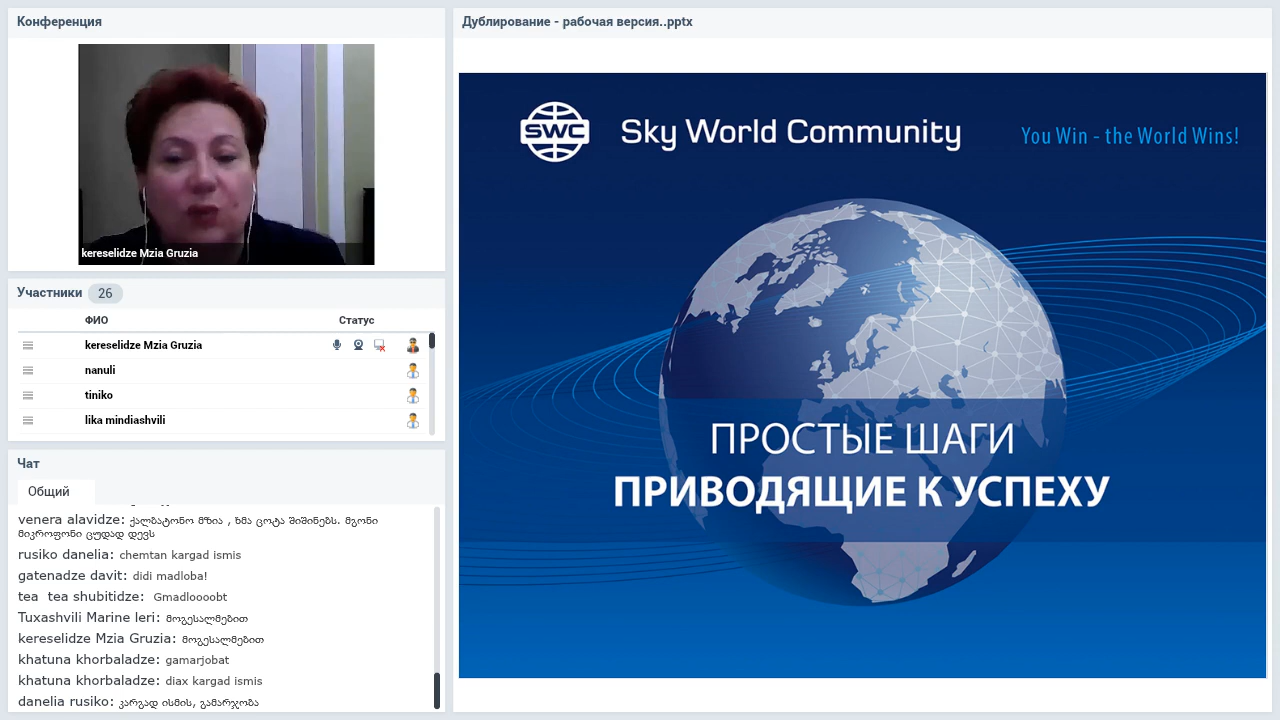 Конференция
kereselidze Mzia Gruzia
Участники 26
ФИО Статус
kereselidze Mzia Gruzia
nanuli
tiniko
lika mindiashvili
Чат
Общий
venera alavidze: ქალბატონო მზია , ხმა ცოტა შიშინებს. მგონი
მიკროფონი ცუდად დევს
rusiko danelia: chemtan kargad ismis
gatenadze davit: didi madloba!
tea tea shubitidze: Gmadloooobt
Tuxashvili Marine leri: მოგესალმებით
kereselidze Mzia Gruzia: მოგესალმებით
khatuna khorbaladze: gamarjobat
khatuna khorbaladze: diax kargad ismis
danelia rusiko: კარგად ისმის, გამარჯობა
Дублирование - рабочая версия..pptx
SWC Sky World Community
You Win - the World Wins!
ПРОСТЫЕ ШАГИ
ПРИВОДЯЩИЕ К УСПЕХУ